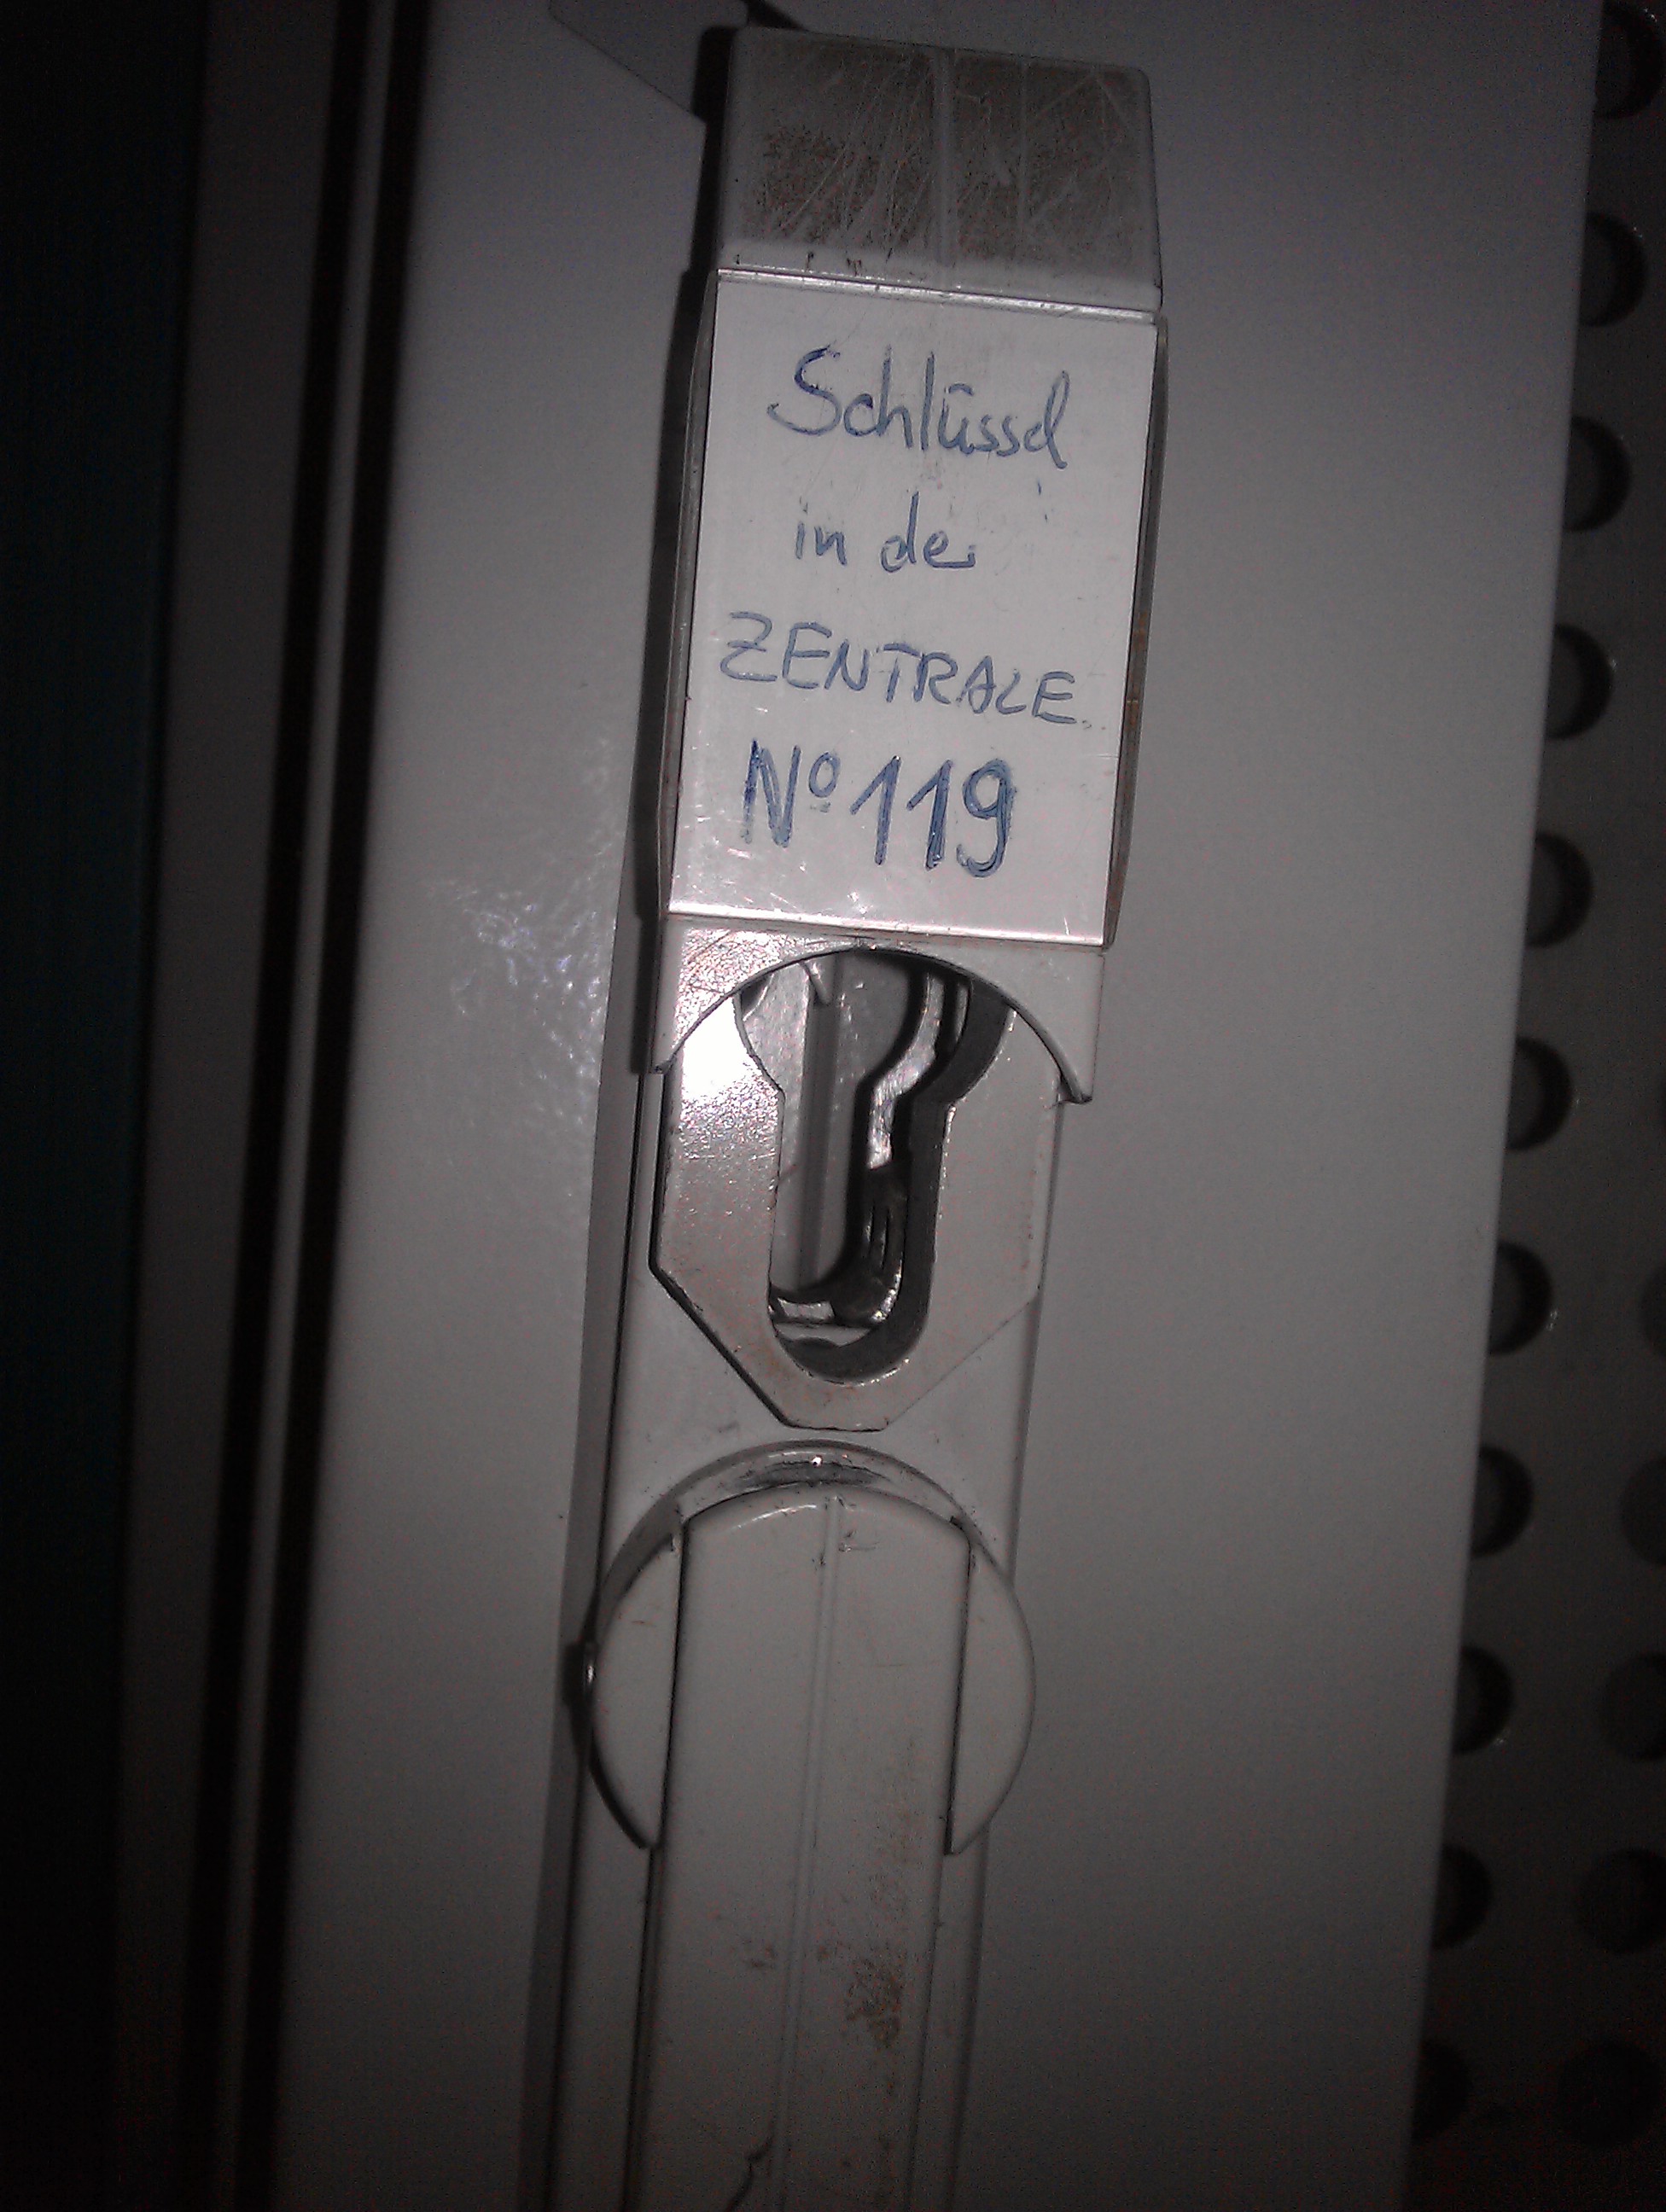 Schlüssel
in der
ZENTRALE
Nº 119